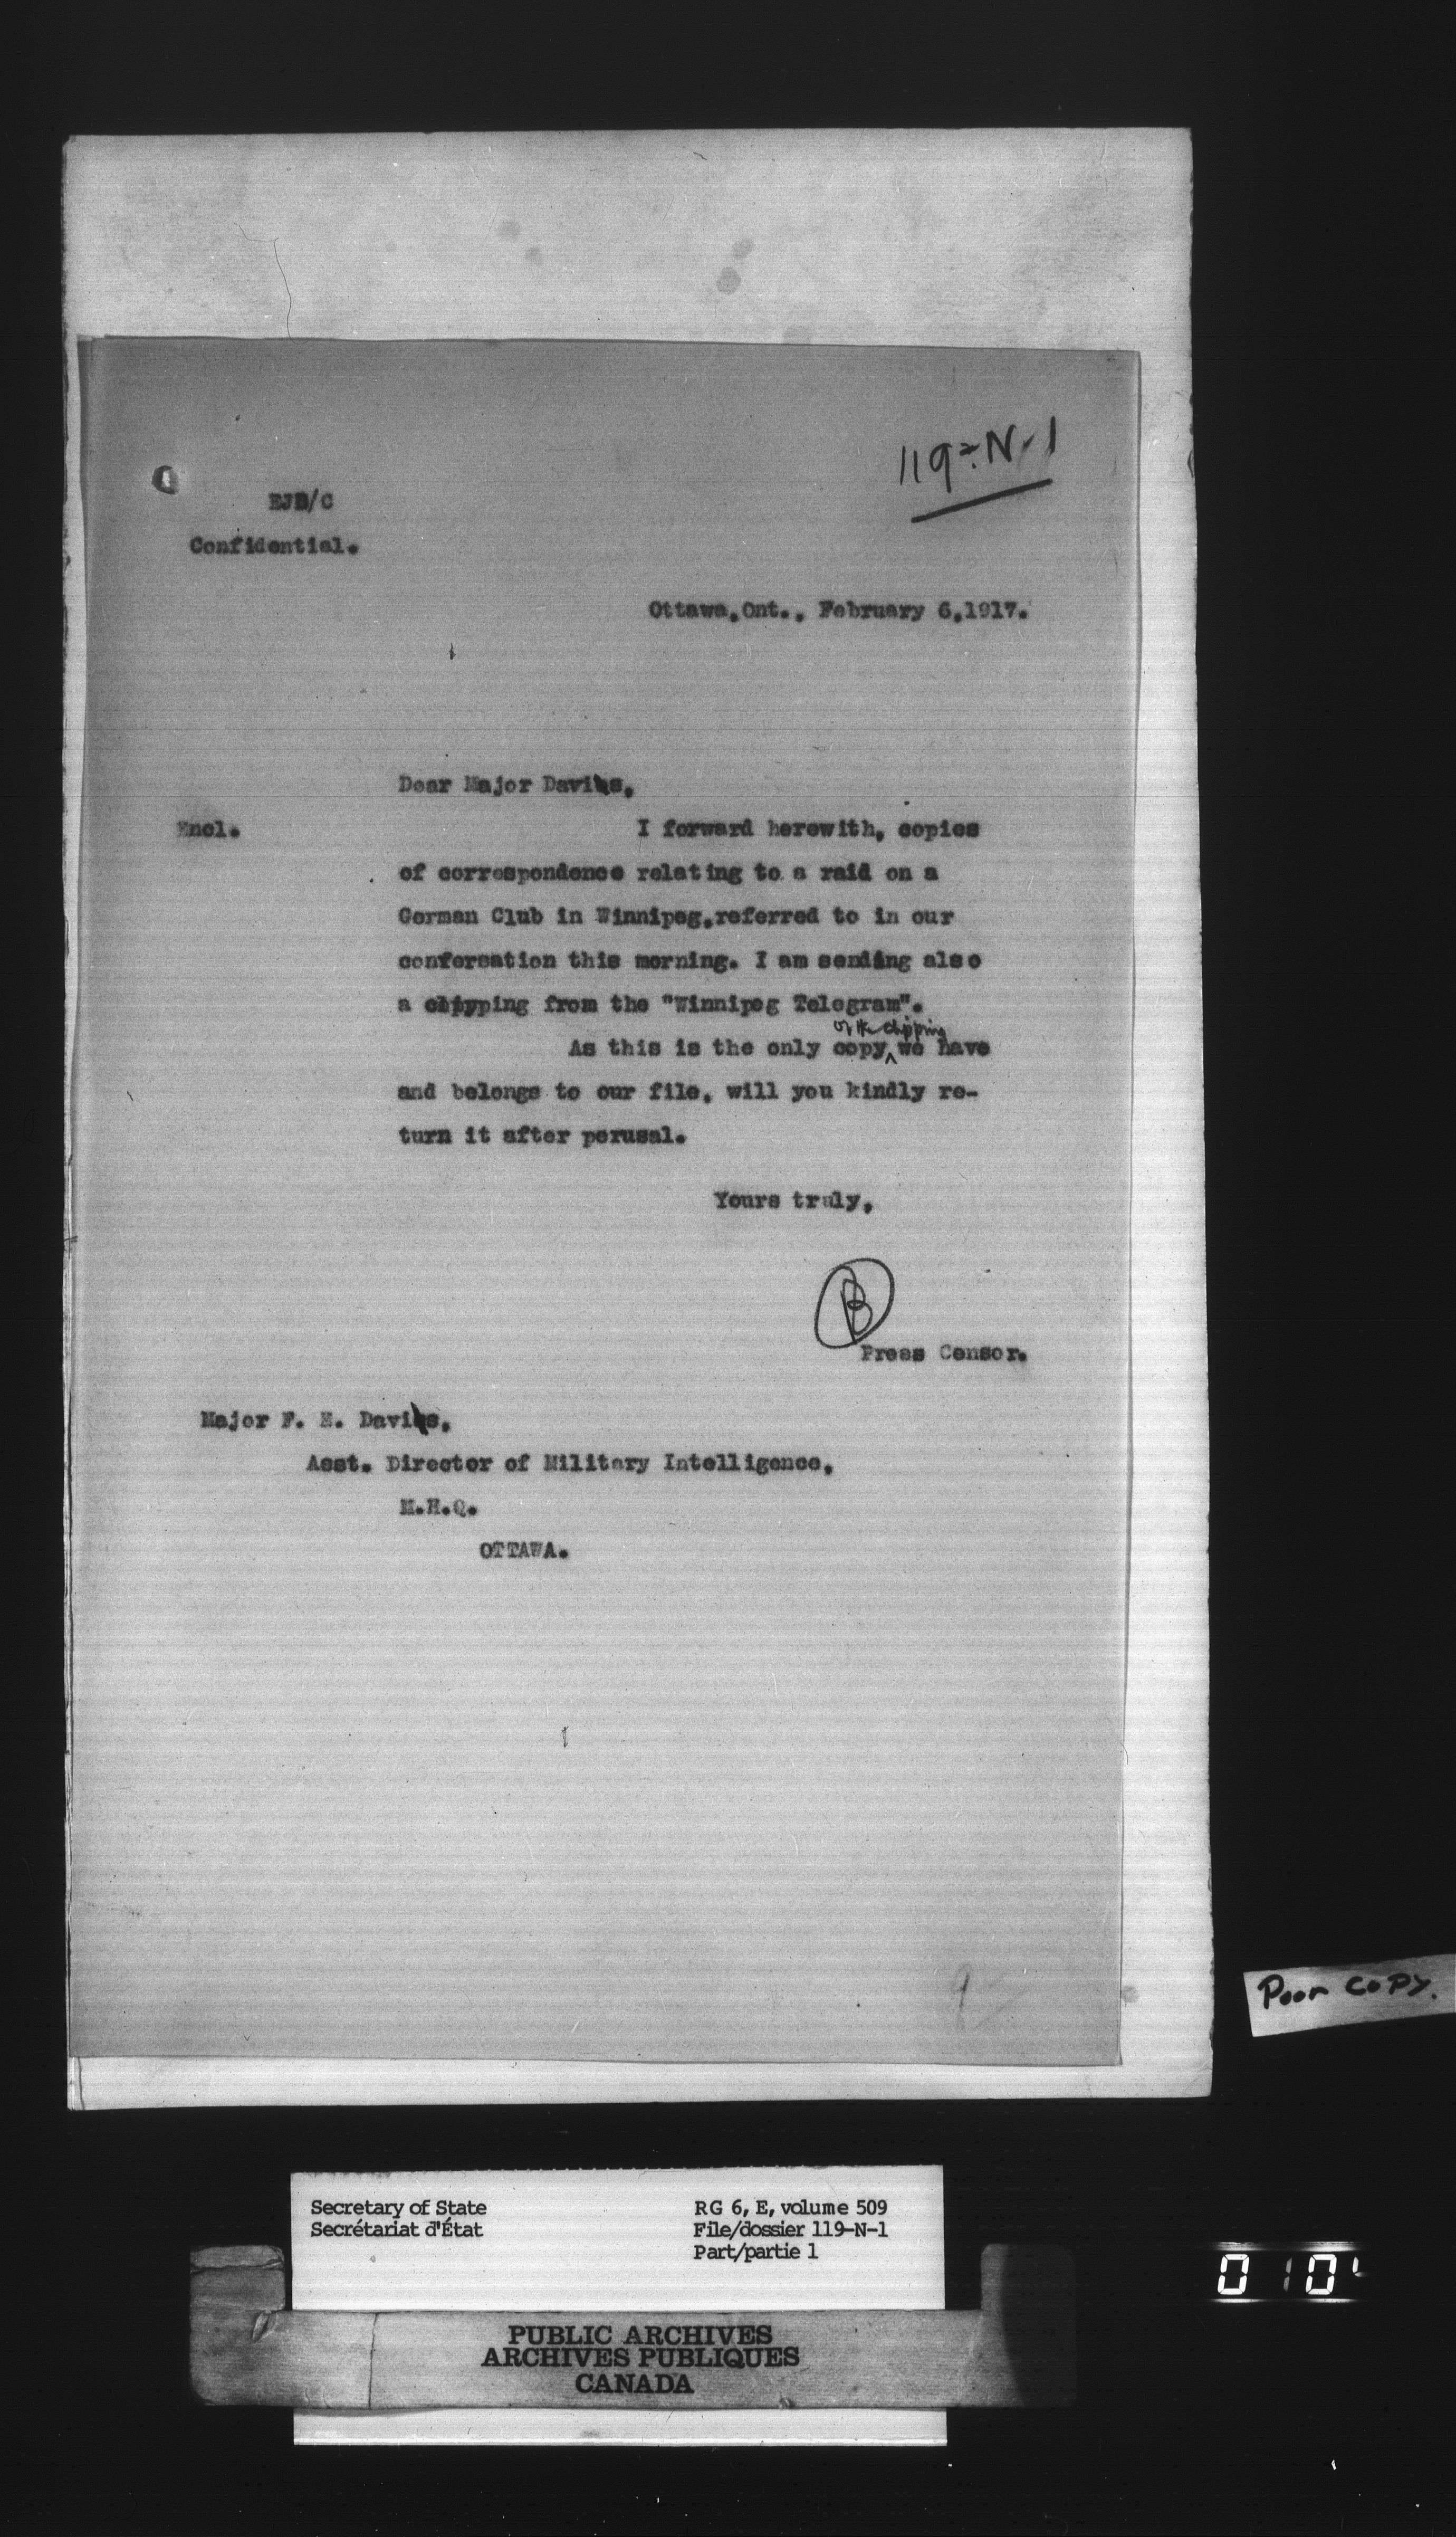 119-N-1
EJB/C
Confidential.
Ottawa,Ont., February 6,1917.
Dear Major Davis,
Encl.
I forward herewith, copies
of correspondence relating to a raid on a
German Club in Winnipeg,referred to in our
confersation this morning. I am sending also
a clipping from the "Winnipeg Telegram".
of the clipping
As this is the only copy we have
and belongs to our file, will you kindly re-
turn it after perusal.
Yours truly,
B
Press Censor.
Major F. E. Davis,
Asst. Director of Military Intelligence,
M.H.Q.
OTTAWA.
9
Poor COPY.
Secretary of State
Secrétariat d'État
RG 6, E, volume 509
File/dossier 119-N-1
Part/partie 1
010
PUBLIC ARCHIVES
ARCHIVES PUBLIQUES
CANADA